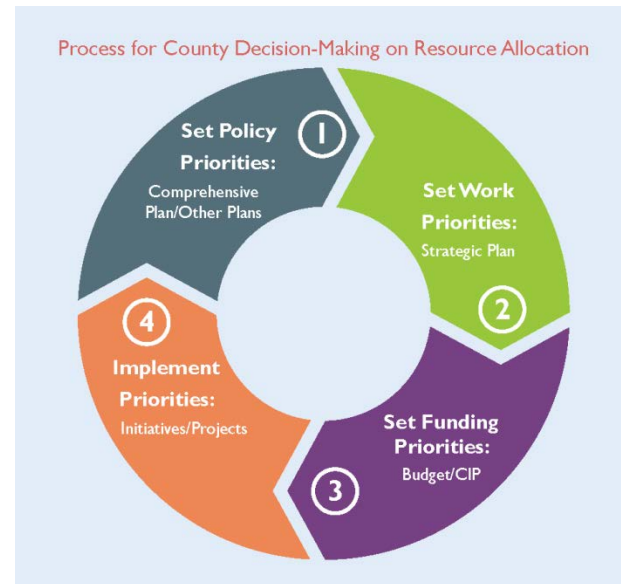 Process for County Decision-Making on Resource Allocation
1
Set Policy
Priorities:
Comprehensive
Plan/Other Plans
Set Work
Priorities:
Strategic Plan
2
Set Funding
Priorities:
Budget/CIP
3
4
Implement
Priorities:
Initiatives/Projects